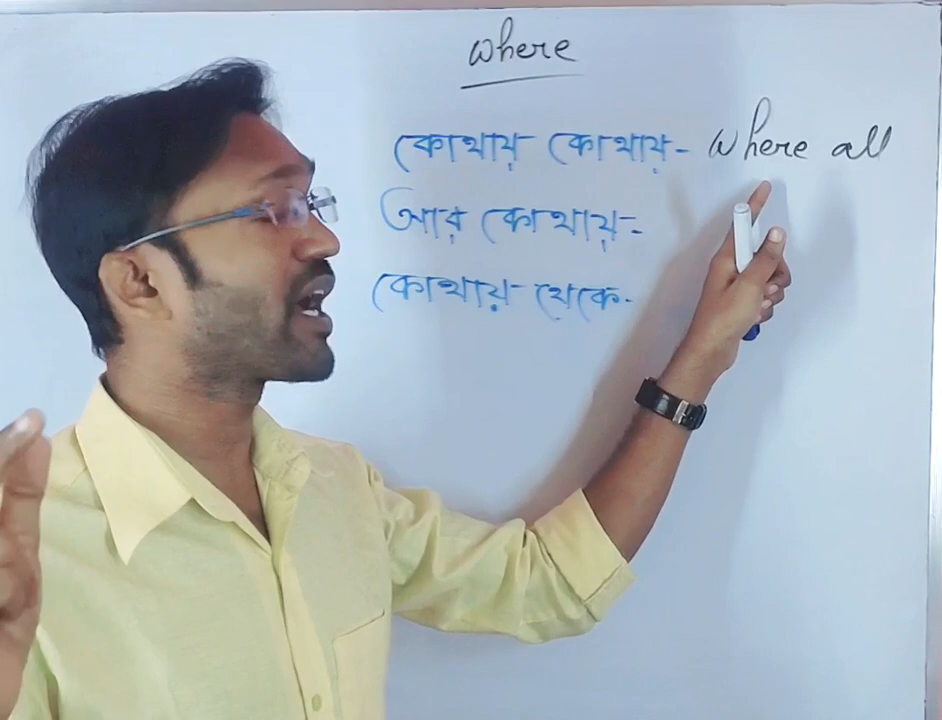 where
কোথায় কোথায় - where all
আর কোথায় -
কোথায় থেকে -